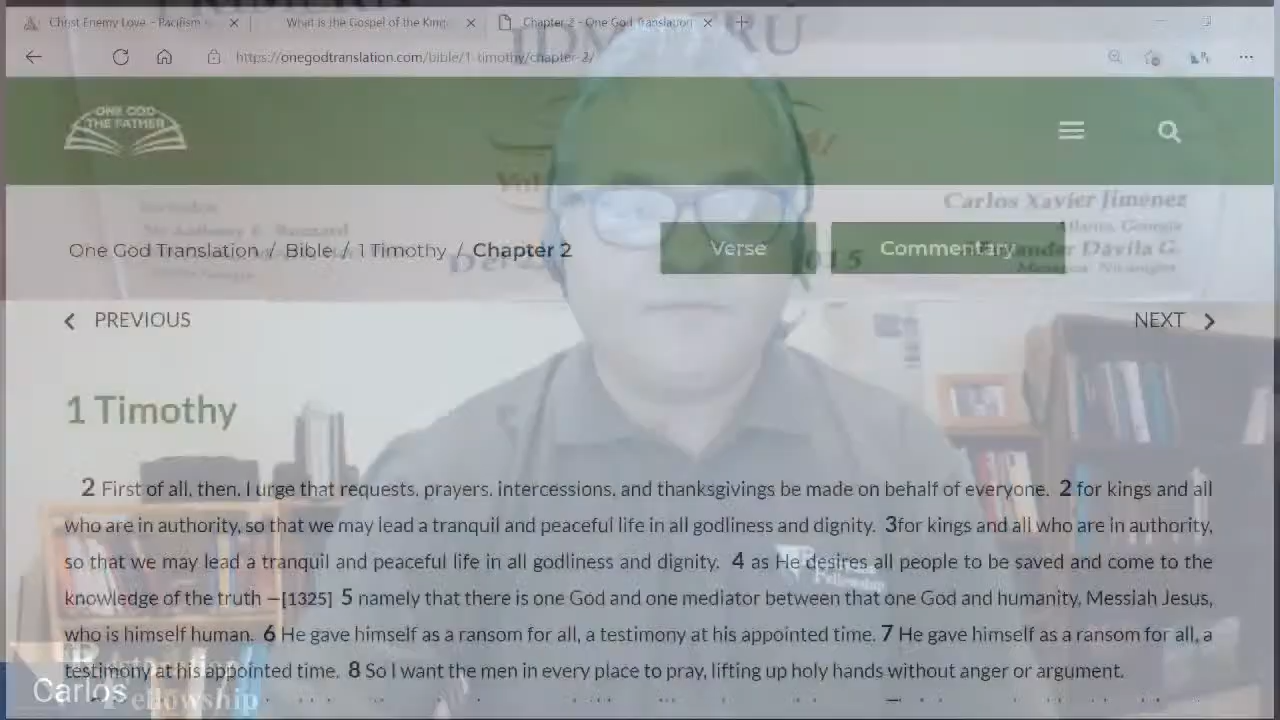 Christ Enemy Love - Pacifism
What is the Gospel of the King
Chapter 2 - One God Translation
https://onegodtranslation.com/bible/1-timothy/chapter-2/
ONE GOD
THE FATHER
Carlos Xavier Jiménez
Atlanta, Georgia
Dávila G.
One God Translation / Bible / 1 Timothy / Chapter 2
Verse
Commentary
PREVIOUS
NEXT
1 Timothy
2 First of all, then, I urge that requests, prayers, intercessions, and thanksgivings be made on behalf of everyone. 2 for kings and all
who are in authority, so that we may lead a tranquil and peaceful life in all godliness and dignity. 3for kings and all who are in authority,
so that we may lead a tranquil and peaceful life in all godliness and dignity. 4 as He desires all people to be saved and come to the
knowledge of the truth —[1325] 5 namely that there is one God and one mediator between that one God and humanity, Messiah Jesus,
who is himself human. 6 He gave himself as a ransom for all, a testimony at his appointed time. 7 He gave himself as a ransom for all, a
testimony at his appointed time. 8 So I want the men in every place to pray, lifting up holy hands without anger or argument.
Carlos
Fellowship